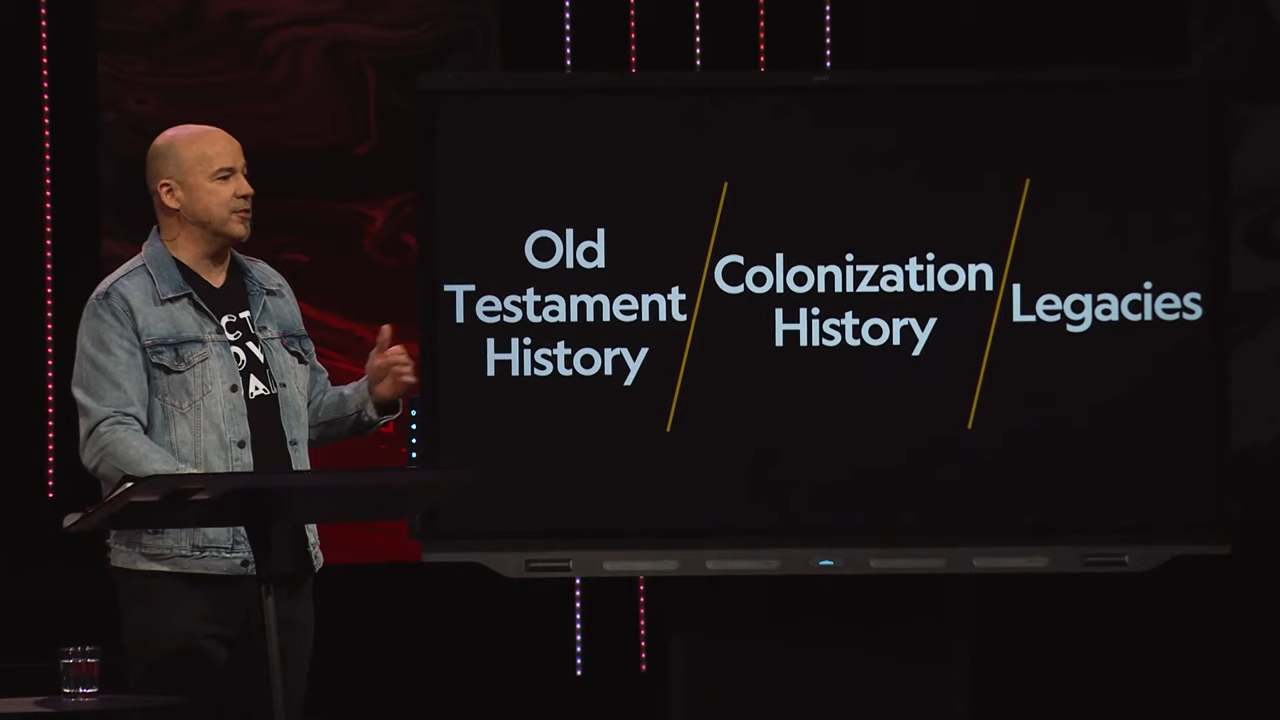 Old
Testament
History
Colonization
History
Legacies